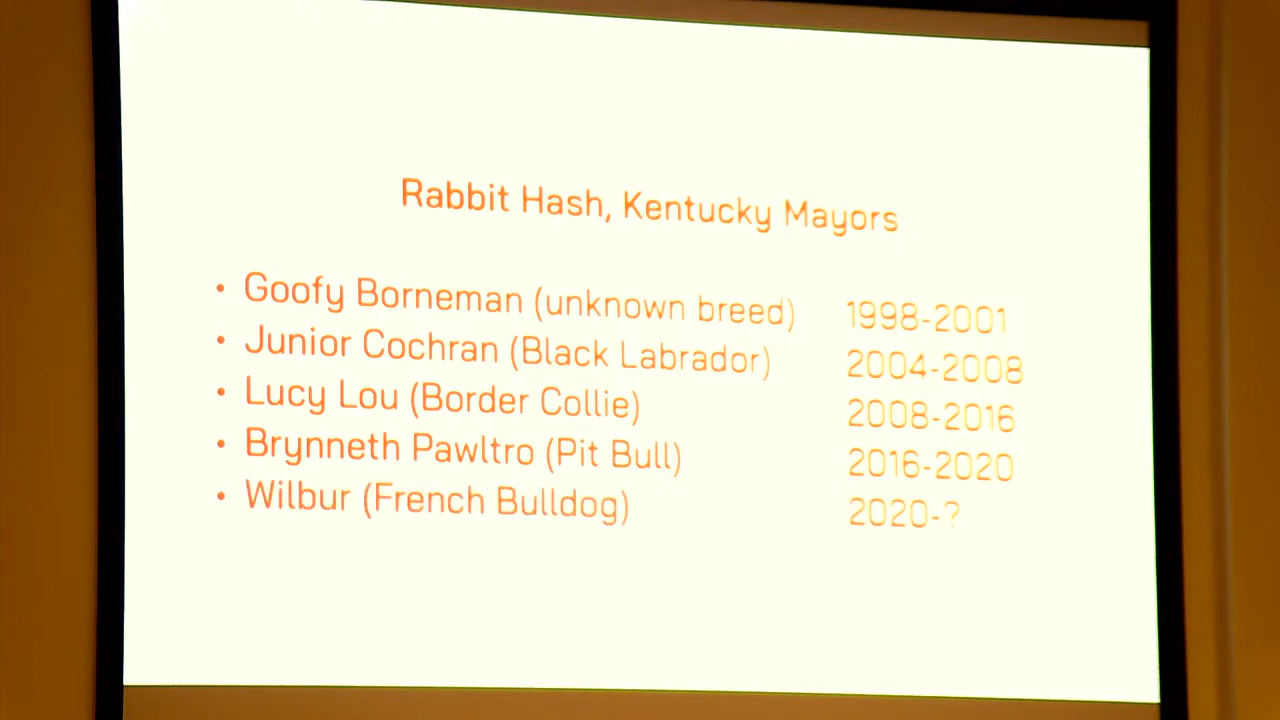 Rabbit Hash, Kentucky Mayors
• Goofy Borneman (unknown breed) 1998-2001
• Junior Cochran (Black Labrador) 2004-2008
• Lucy Lou (Border Collie) 2008-2016
• Brynneth Pawltro (Pit Bull) 2016-2020
• Wilbur (French Bulldog) 2020-?